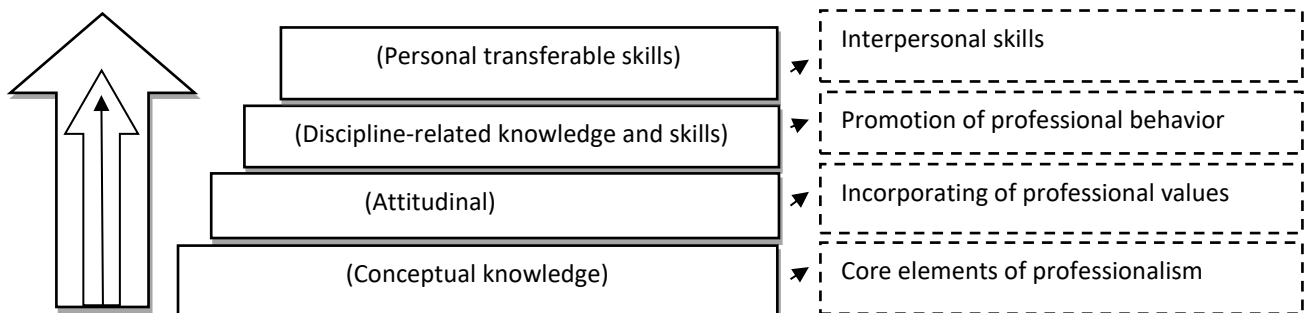 (Personal transferable skills)
Interpersonal skills
(Discipline-related knowledge and skills)
Promotion of professional behavior
(Attitudinal)
Incorporating of professional values
(Conceptual knowledge)
Core elements of professionalism